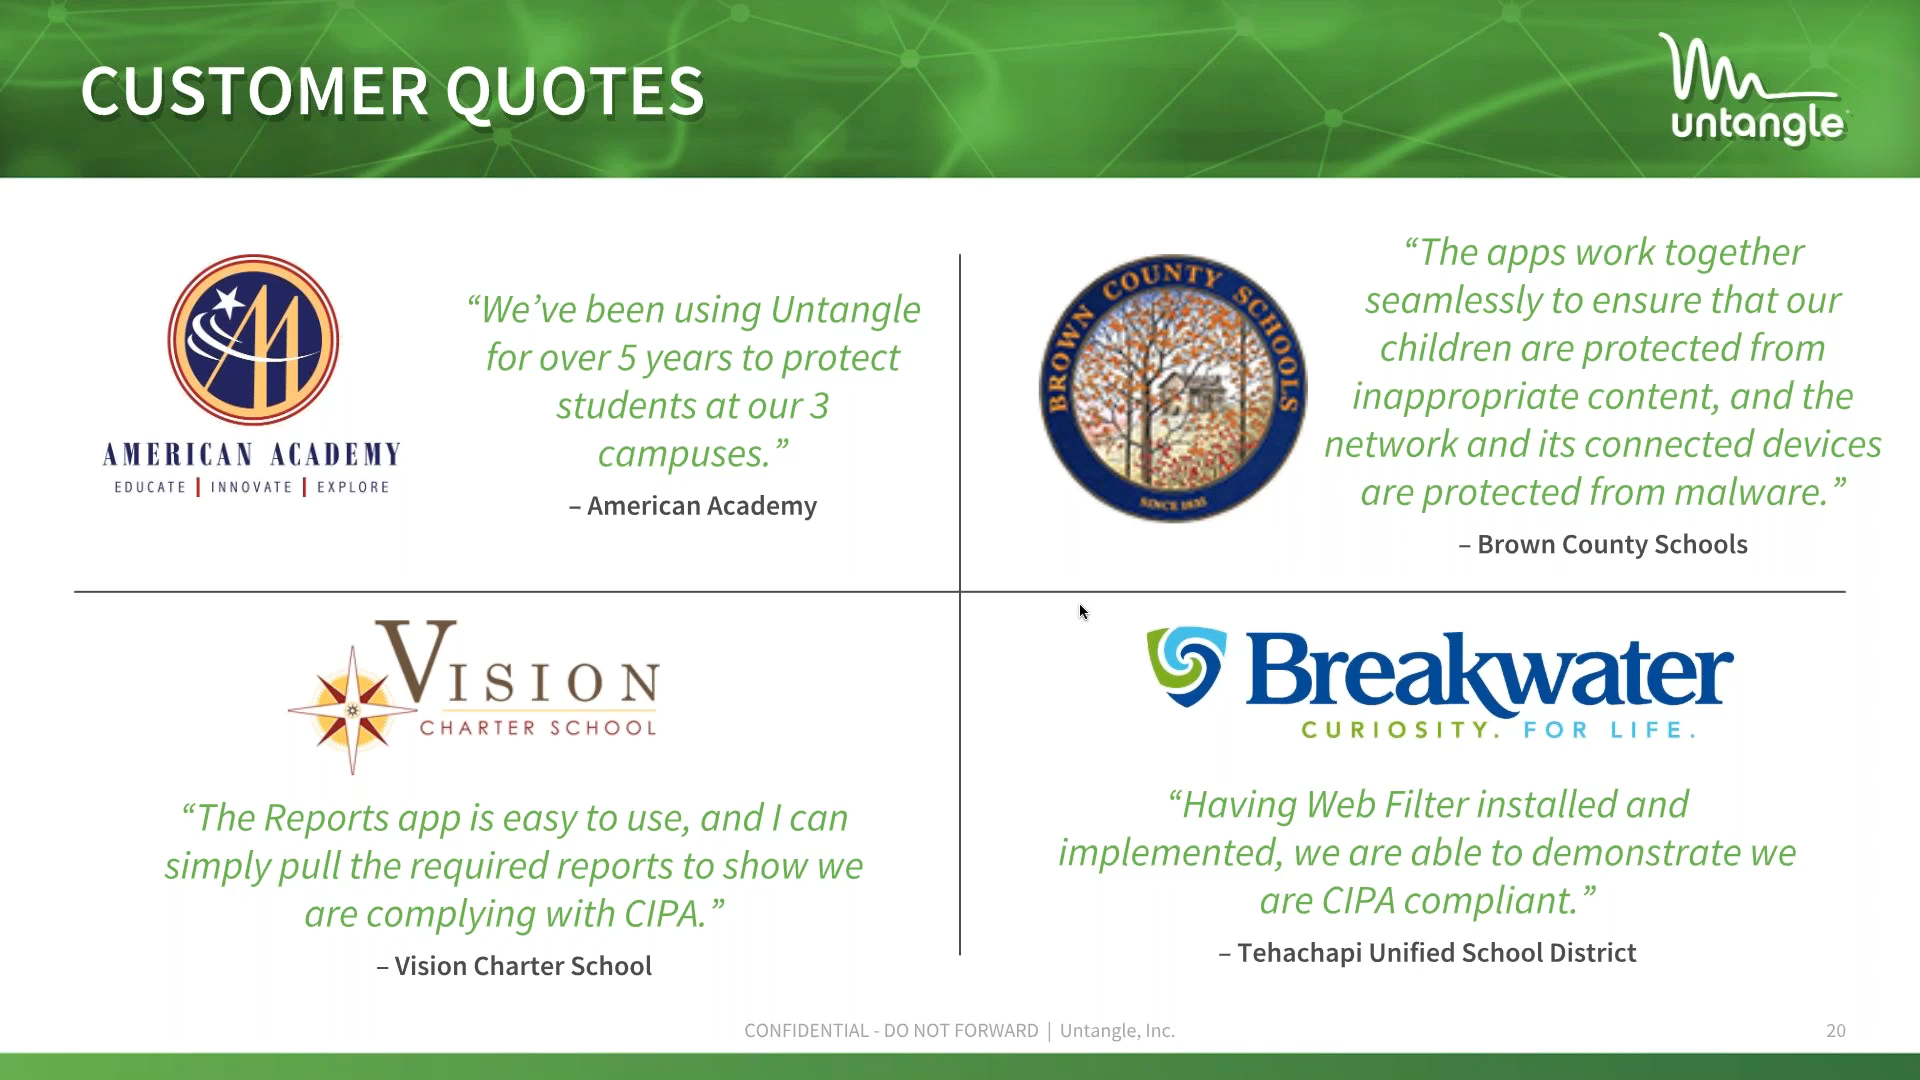 CUSTOMER QUOTES
untangle
AMERICAN ACADEMY
EDUCATE | INNOVATE | EXPLORE
“We’ve been using Untangle
for over 5 years to protect
students at our 3
campuses.”
– American Academy
BROWN COUNTY SCHOOLS
SINCE 1835
“The apps work together
seamlessly to ensure that our
children are protected from
inappropriate content, and the
network and its connected devices
are protected from malware.”
– Brown County Schools
VISION
CHARTER SCHOOL
“The Reports app is easy to use, and I can
simply pull the required reports to show we
are complying with CIPA.”
– Vision Charter School
Breakwater
CURIOSITY. FOR LIFE.
“Having Web Filter installed and
implemented, we are able to demonstrate we
are CIPA compliant.”
– Tehachapi Unified School District
CONFIDENTIAL - DO NOT FORWARD | Untangle, Inc.
20